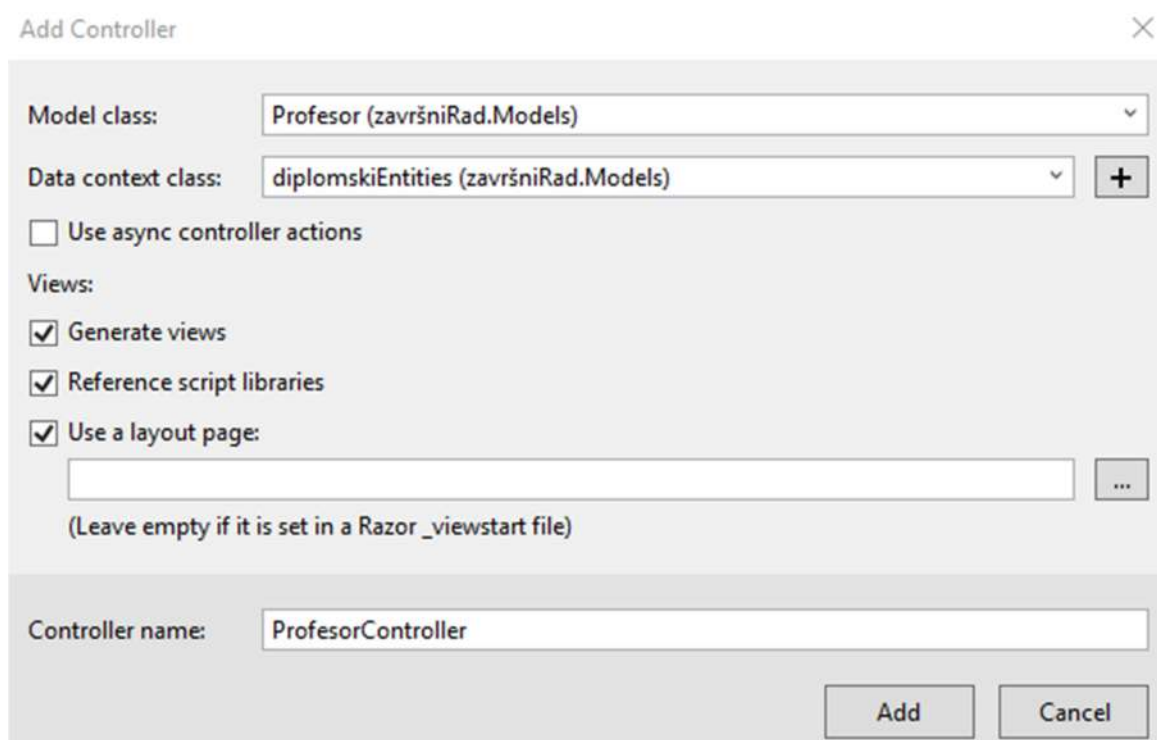 Add Controller
Model class: Profesor (završniRad.Models)
Data context class: diplomskiEntities (završniRad.Models) +
Use async controller actions
Views:
Generate views
Reference script libraries
Use a layout page:
...
(Leave empty if it is set in a Razor _viewstart file)
Controller name: ProfesorController
Add Cancel